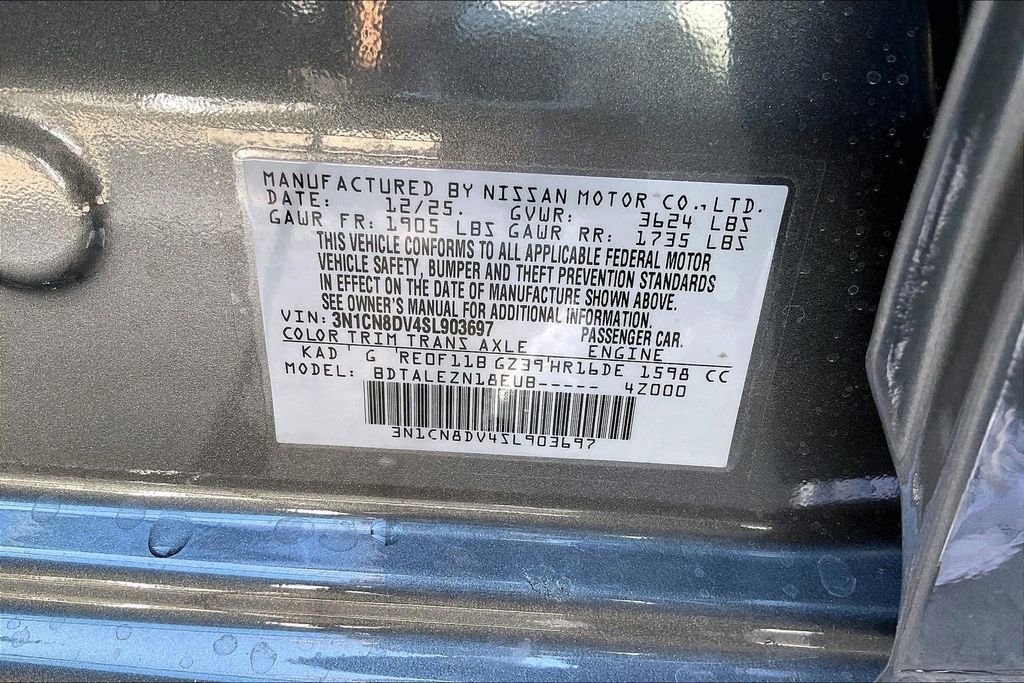 MANUFACTURED BY NISSAN MOTOR CO.,LTD.
DATE: 12/25. GVWR: 3624 LBS
GAWR FR: 1905 LBS GAWR RR: 1735 LBS
THIS VEHICLE CONFORMS TO ALL APPLICABLE FEDERAL MOTOR
VEHICLE SAFETY, BUMPER AND THEFT PREVENTION STANDARDS
IN EFFECT ON THE DATE OF MANUFACTURE SHOWN ABOVE.
SEE OWNER'S MANUAL FOR ADDITIONAL INFORMATION.
VIN: 3N1CN8DV4SL903697 PASSENGER CAR.
COLOR TRIM TRANS AXLE ENGINE
KAD G RE0F11B GZ39 HR16DE 1598 CC
MODEL: BDTALEZN18EUB----- 4Z000
3N1CN8DV4SL903697